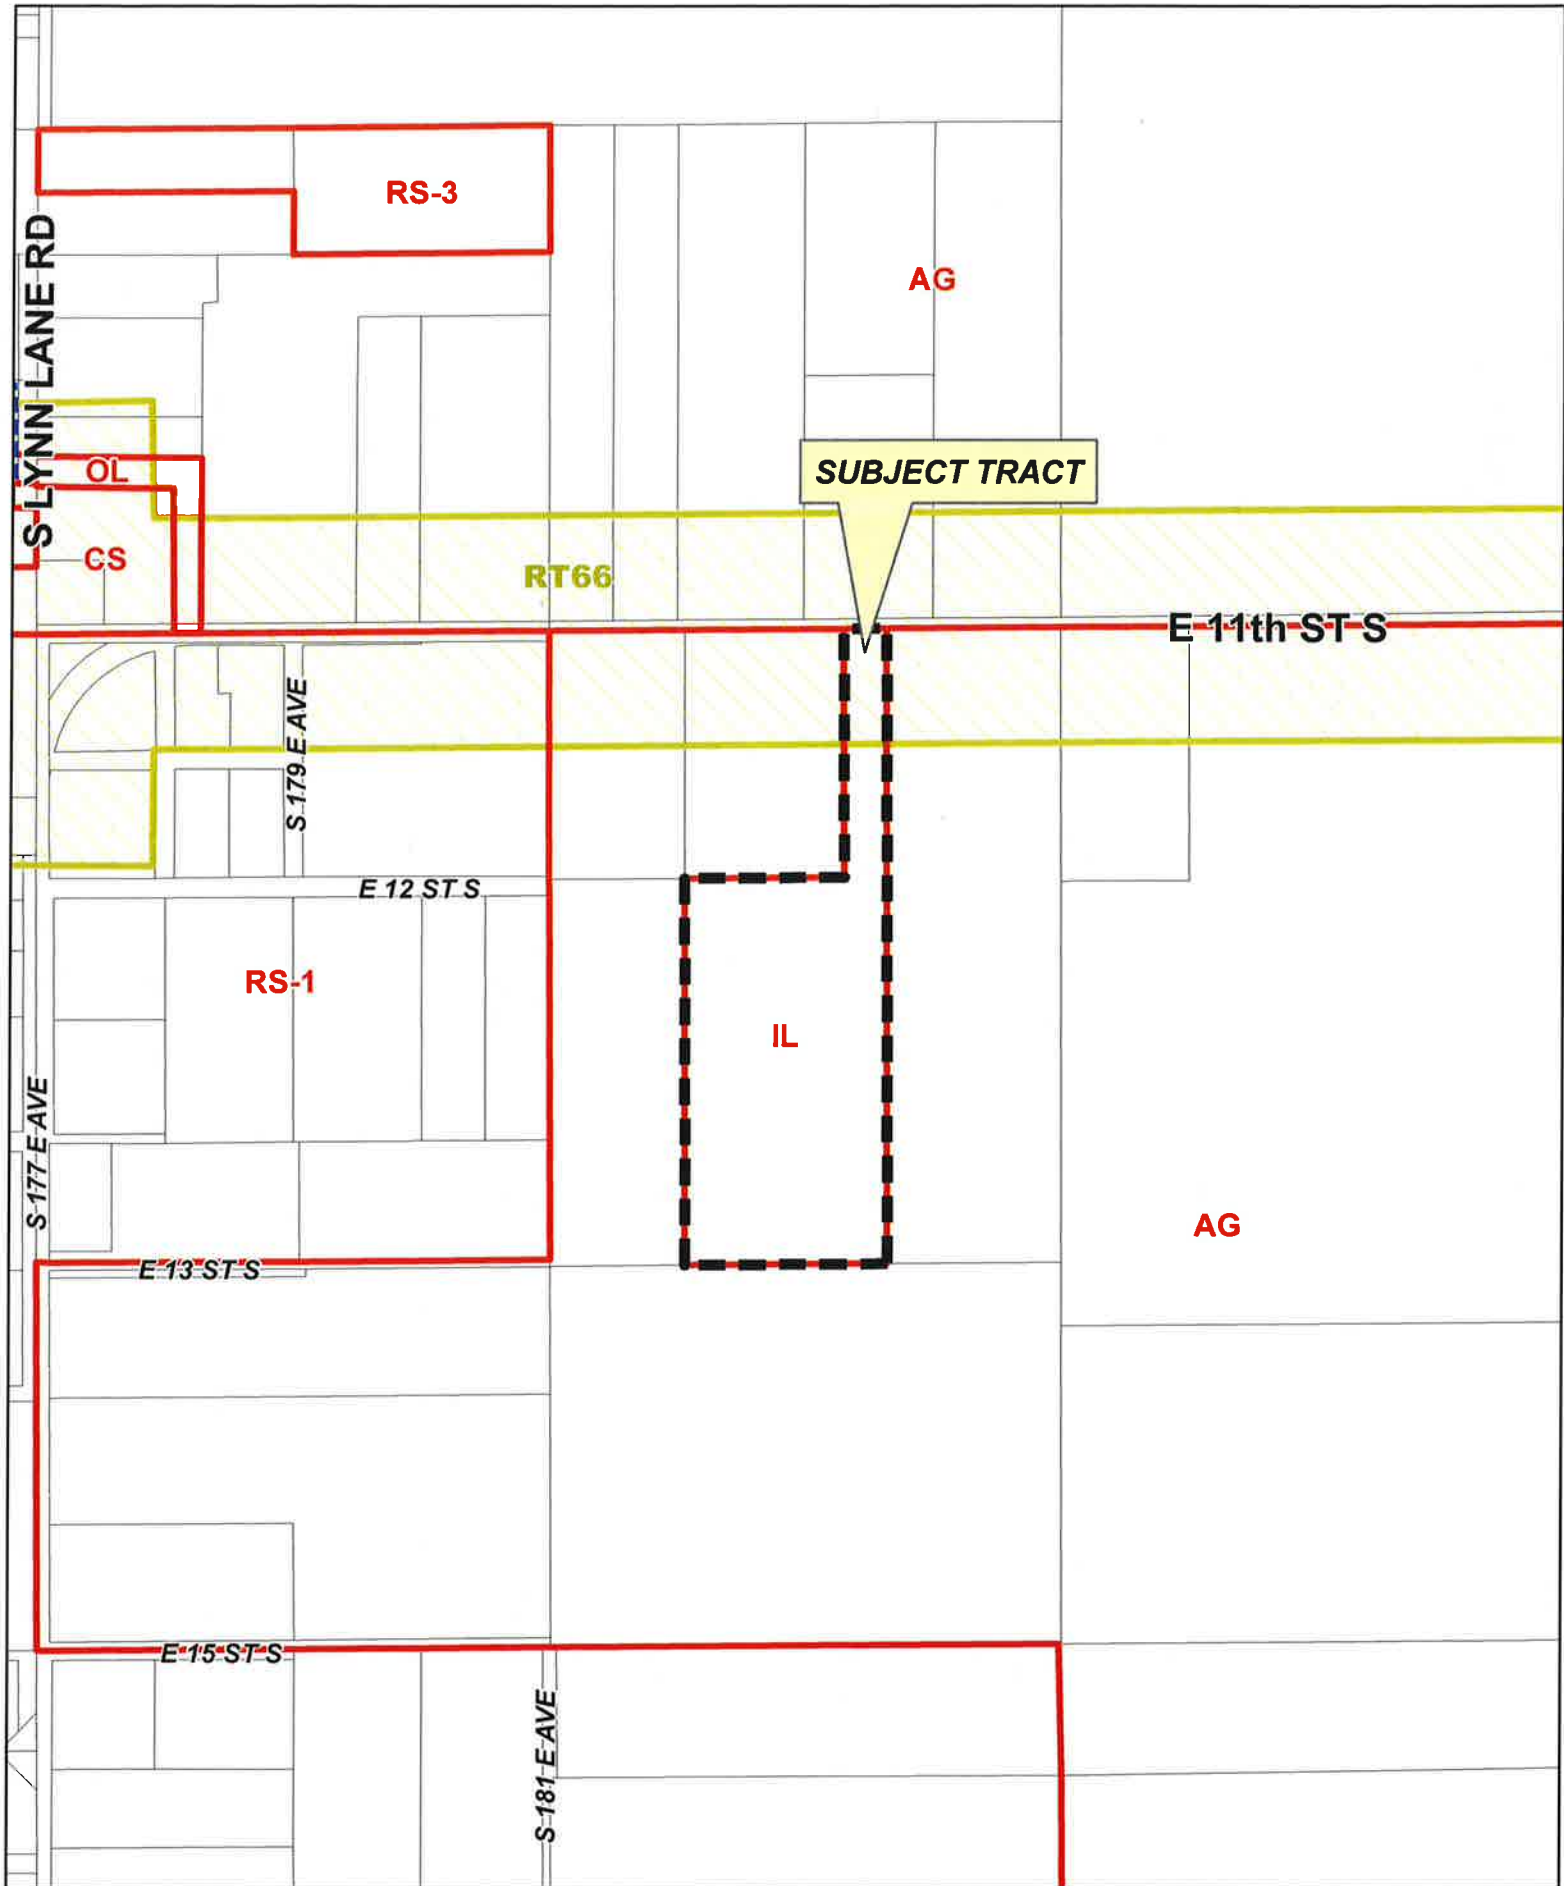 RS-3
AG
S LYNN LANE RD
OL
SUBJECT TRACT
CS
RT66
E 11th ST S
S 179 E AVE
E 12 ST S
RS-1
IL
S 177 E AVE
AG
E 13 ST S
E 15 ST S
S 181 E AVE